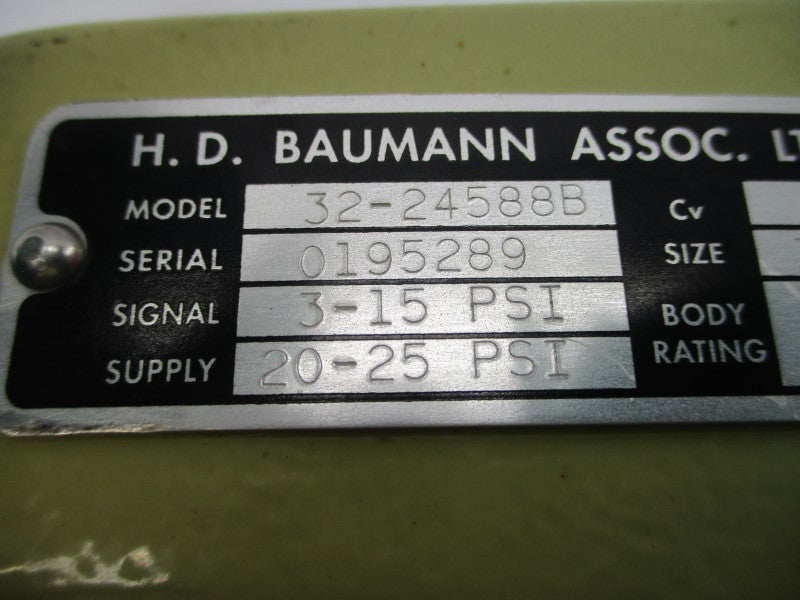 H. D. BAUMANN ASSOC.
MODEL 32-24588B Cv
SERIAL 0195289 SIZE
SIGNAL 3-15 PSI BODY
SUPPLY 20-25 PSI RATING